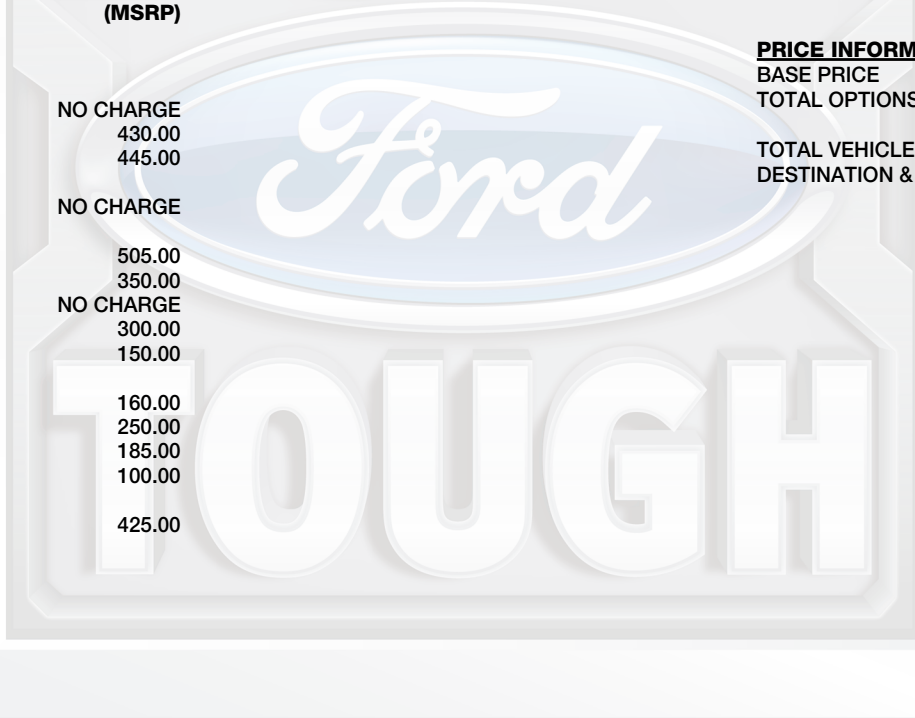 (MSRP)
NO CHARGE
430.00
445.00
NO CHARGE
505.00
350.00
NO CHARGE
300.00
150.00
160.00
250.00
185.00
100.00
425.00
PRICE INFORM
BASE PRICE
TOTAL OPTIONS
TOTAL VEHICLE
DESTINATION &
Ford
TOUGH